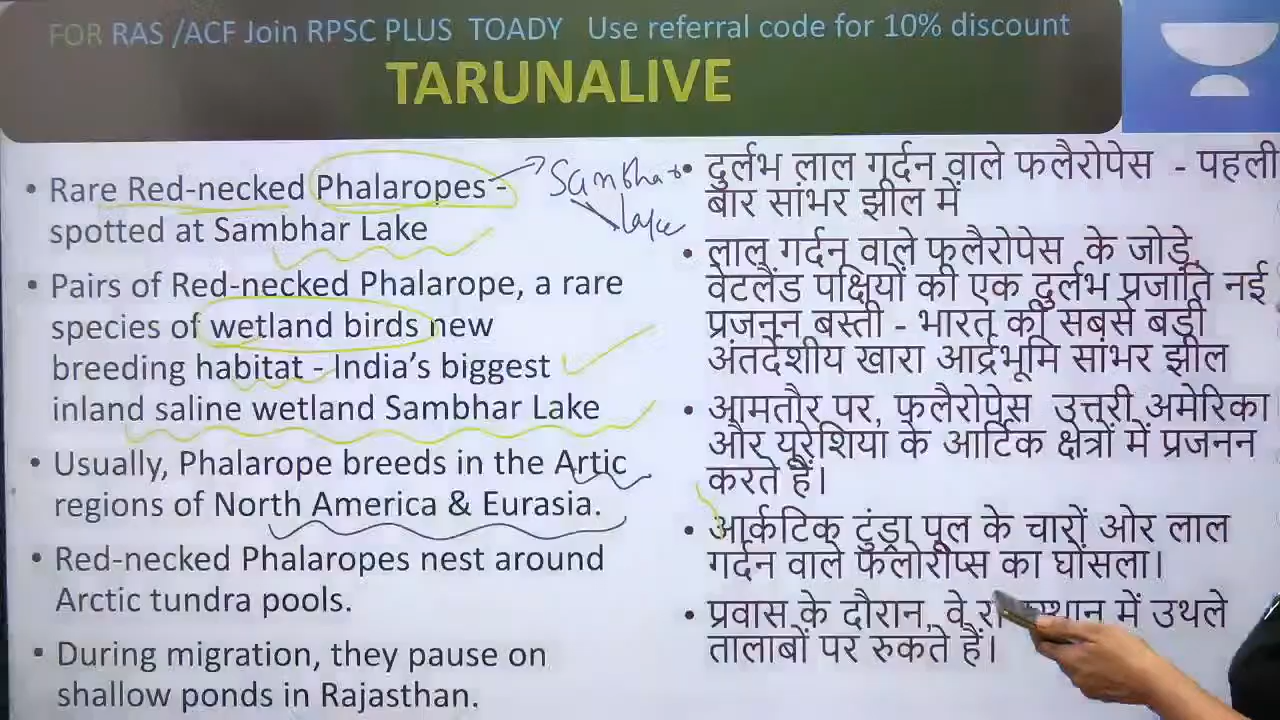 FOR RAS /ACF Join RPSC PLUS TOADY Use referral code for 10% discount
TARUNALIVE
• Rare Red-necked Phalaropes -
spotted at Sambhar Lake
Sambhar
lake
• Pairs of Red-necked Phalarope, a rare
species of wetland birds new
breeding habitat - India’s biggest
inland saline wetland Sambhar Lake
• Usually, Phalarope breeds in the Artic
regions of North America & Eurasia.
• Red-necked Phalaropes nest around
Arctic tundra pools.
• During migration, they pause on
shallow ponds in Rajasthan.
• दुर्लभ लाल गर्दन वाले फलैरोपेस - पहली
बार सांभर झील में
• लाल गर्दन वाले फलैरोपेस के जोड़े,
वेटलैंड पक्षियों की एक दुर्लभ प्रजाति नई
प्रजनन बस्ती - भारत की सबसे बड़ी
अंतर्देशीय खारा आर्द्रभूमि सांभर झील
• आमतौर पर, फलैरोपेस उत्तरी अमेरिका
और यूरेशिया के आर्टिक क्षेत्रों में प्रजनन
करते हैं।
• आर्कटिक टुंड्रा पूल के चारों ओर लाल
गर्दन वाले फलोरोप्स का घोंसला।
• प्रवास के दौरान, वे में उथले
तालाबों पर रुकते हैं।